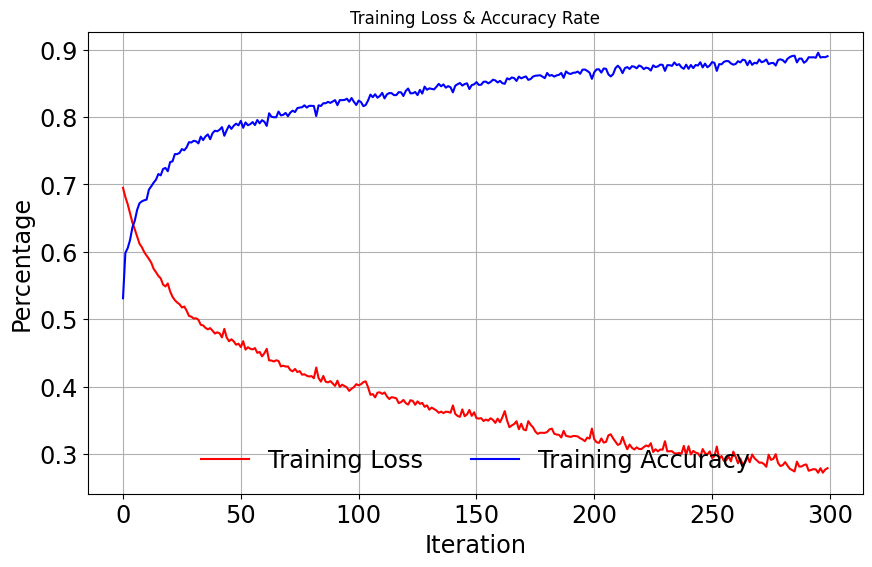 Training Loss & Accuracy Rate
0.9
0.8
0.7
0.6
0.5
0.4
0.3
Percentage
Training Loss Training Accuracy
0 50 100 150 200 250 300
Iteration